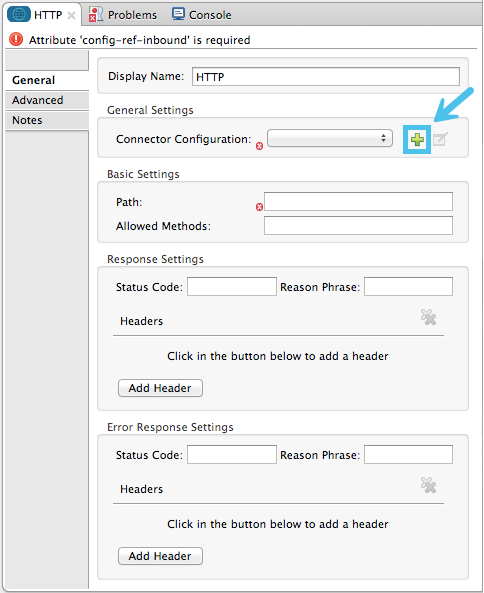 HTTP Problems Console
Attribute 'config-ref-inbound' is required
General
Advanced
Notes
Display Name: HTTP
General Settings
Connector Configuration:
Basic Settings
Path:
Allowed Methods:
Response Settings
Status Code: Reason Phrase:
Headers
Click in the button below to add a header
Add Header
Error Response Settings
Status Code: Reason Phrase:
Headers
Click in the button below to add a header
Add Header